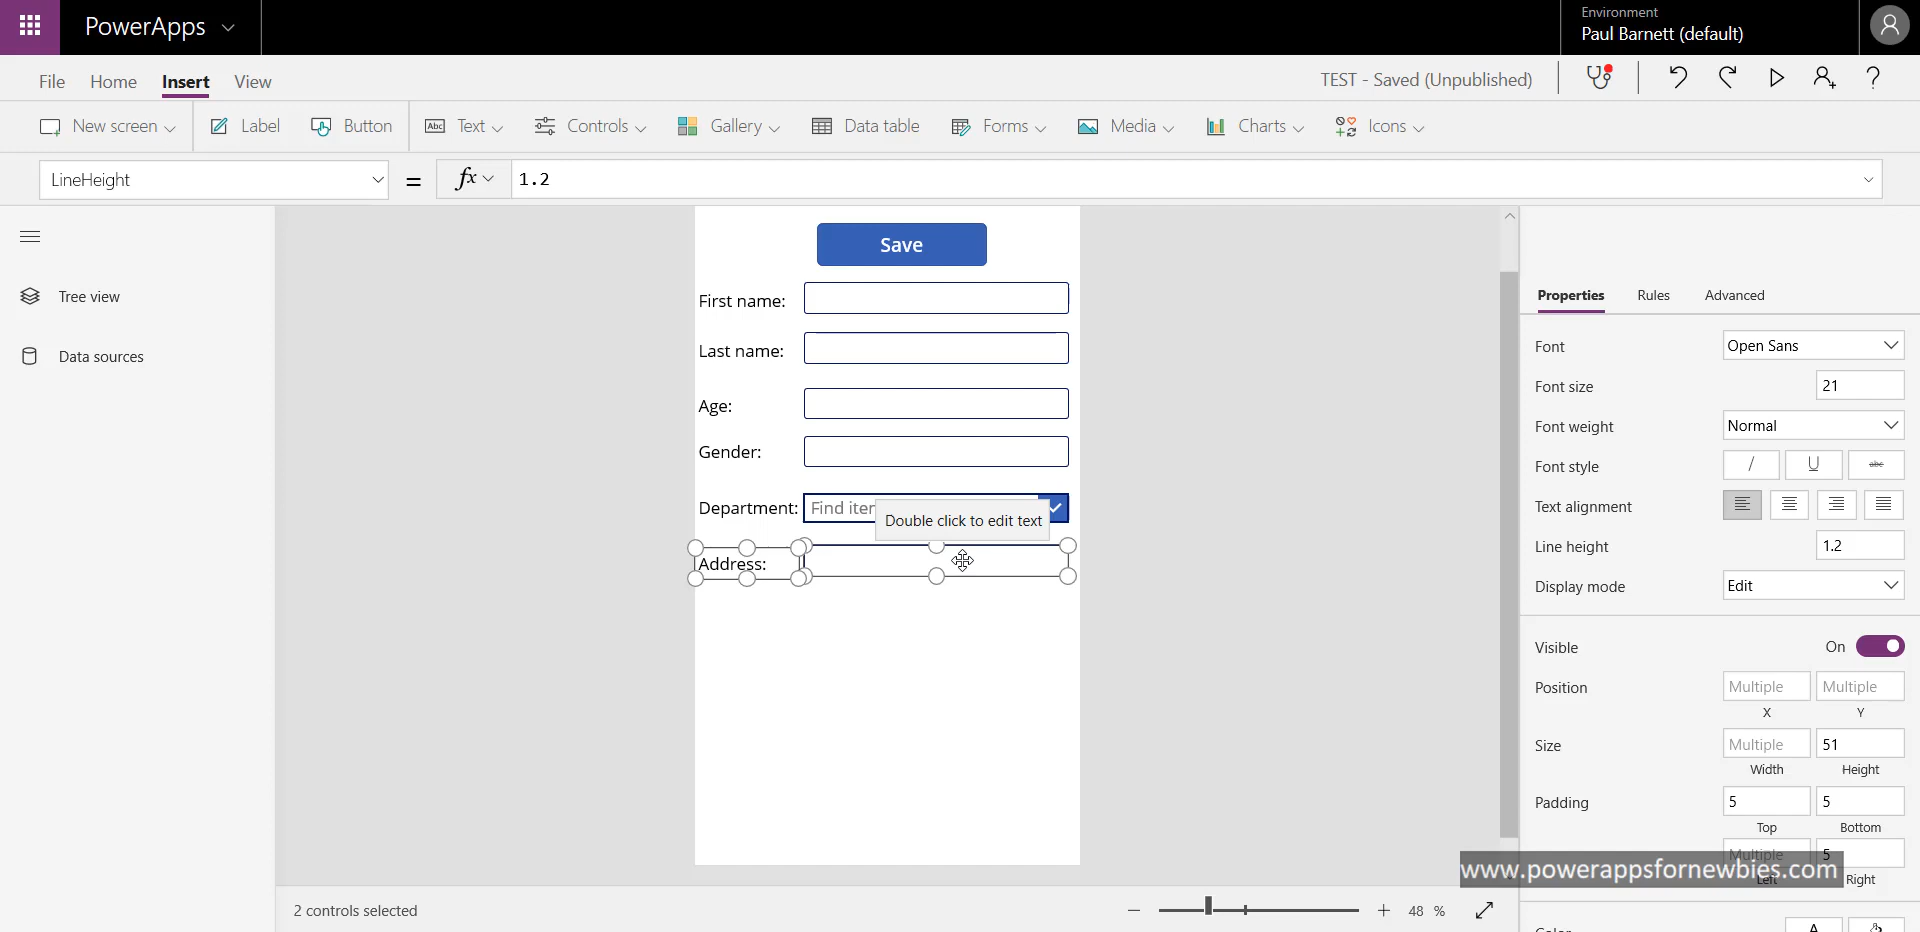 PowerApps
Environment
Paul Barnett (default)
File Home Insert View
TEST - Saved (Unpublished)
New screen Label Button Abc Text Controls Gallery Data table Forms Media Charts Icons
LineHeight = fx 1.2
Tree view
Data sources
Save
First name:
Last name:
Age:
Gender:
Department: Find
Double click to edit text
Address:
Properties Rules Advanced
Font Open Sans
Font size 21
Font weight Normal
Font style / U abc
Text alignment
Line height 1.2
Display mode Edit
Visible On
Position Multiple Multiple
X Y
Size Multiple 51
Width Height
Padding 5 5
Top Bottom
Multiple 5
Left Right
www.powerappsfornewbies.com
2 controls selected
48 %
A